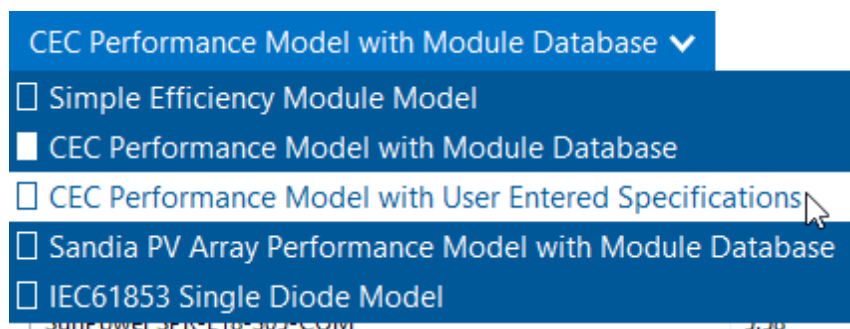 CEC Performance Model with Module Database
Simple Efficiency Module Model
CEC Performance Model with Module Database
CEC Performance Model with User Entered Specifications
Sandia PV Array Performance Model with Module Database
IEC61853 Single Diode Model